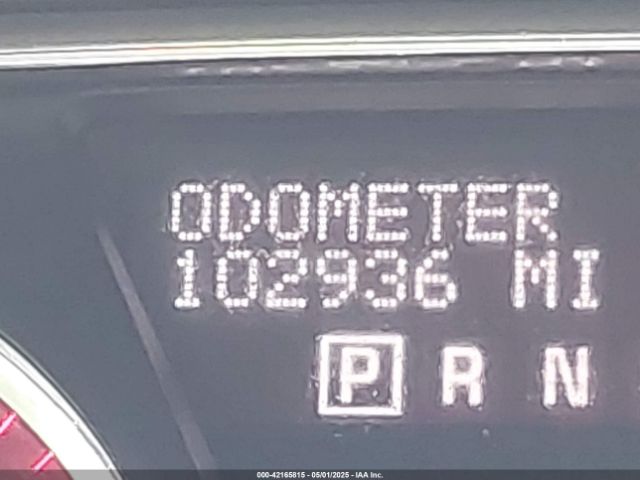 ODOMETER
102936 MI
P R N
000-42165815 - 05/01/2025 - IAA Inc.